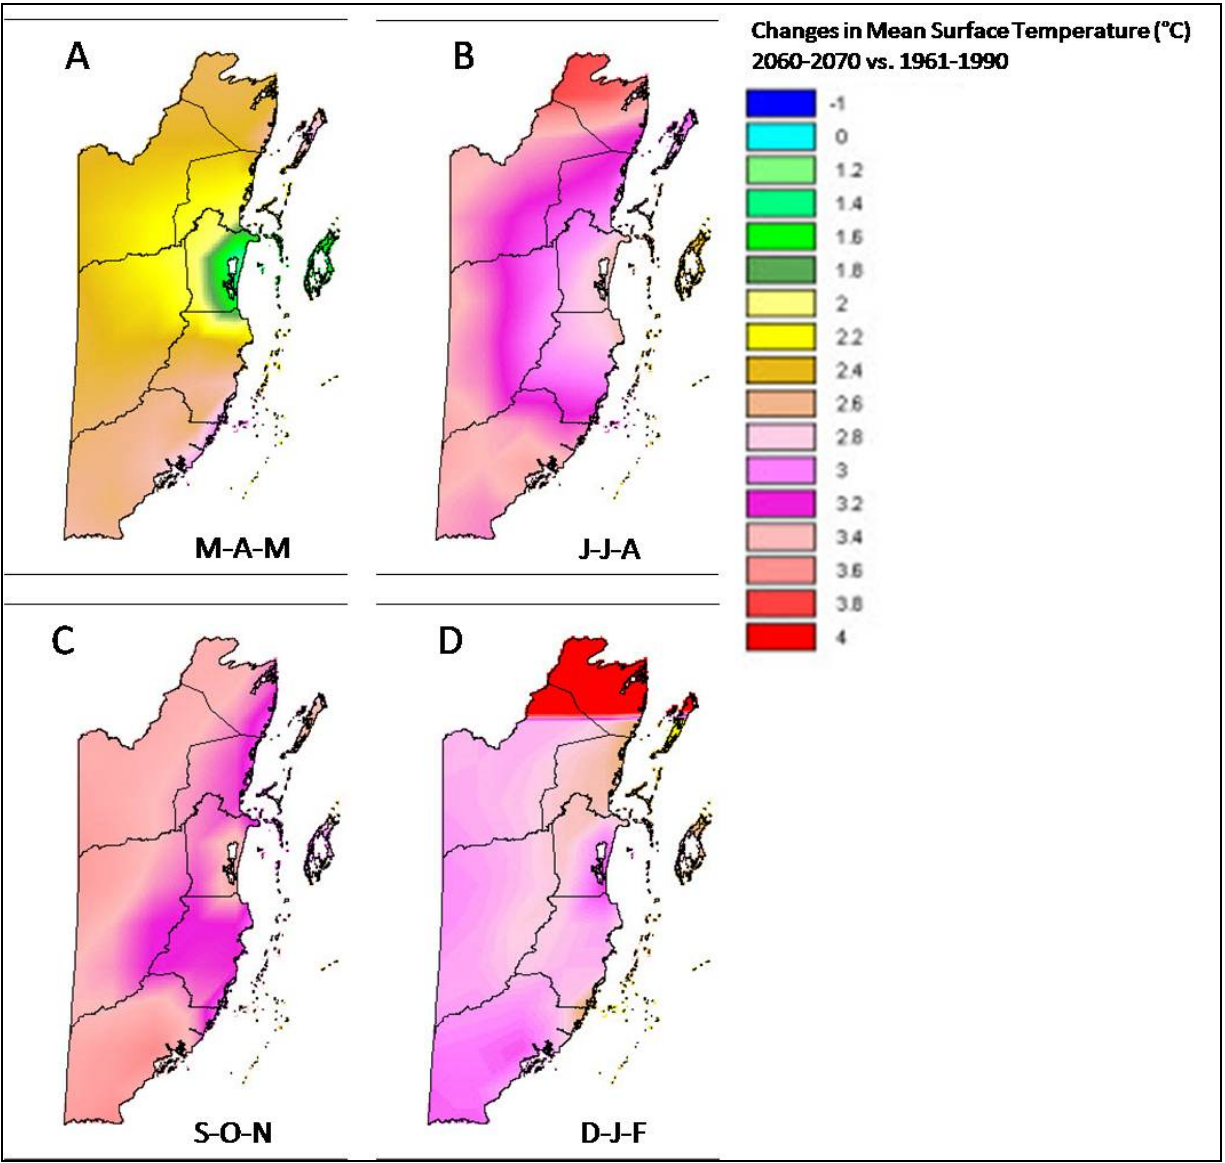 Changes in Mean Surface Temperature (°C)
2060-2070 vs. 1961-1990
A
B
-1
0
1.2
1.4
1.6
1.8
2
2.2
2.4
2.6
2.8
3
3.2
3.4
3.6
3.8
4
M-A-M
J-J-A
C
D
S-O-N
D-J-F